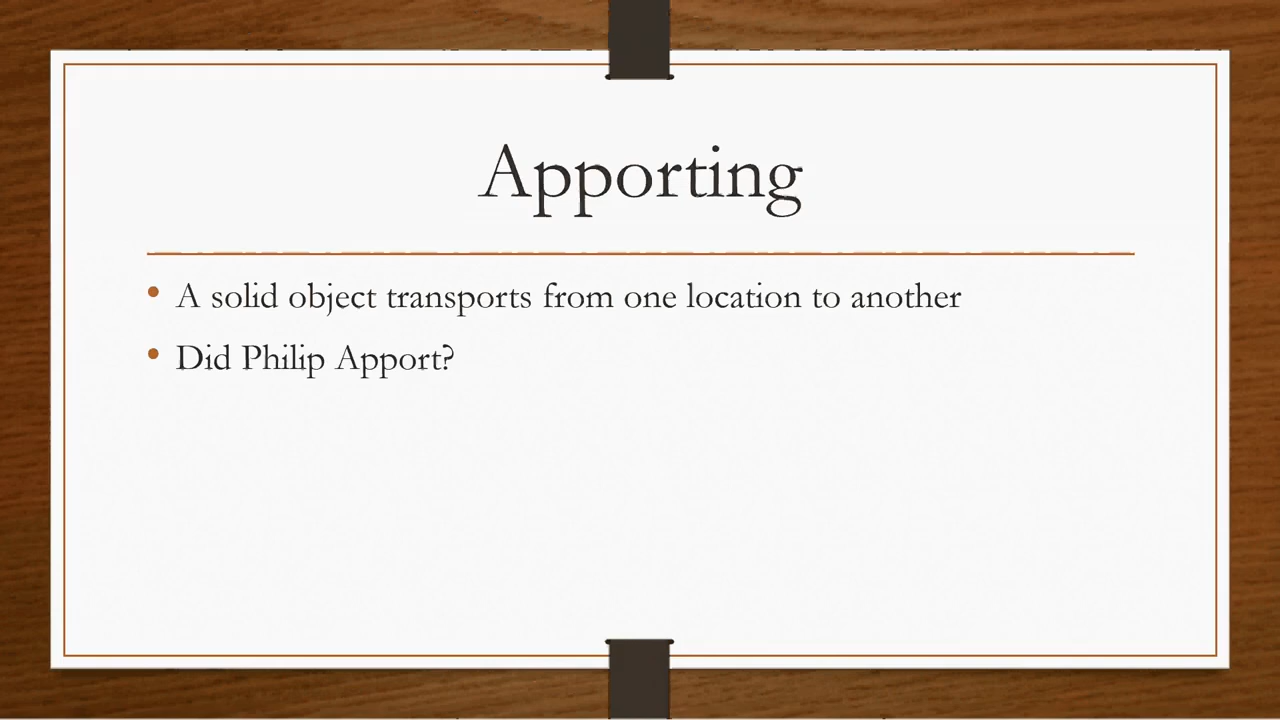 Apporting
• A solid object transports from one location to another
• Did Philip Apport?